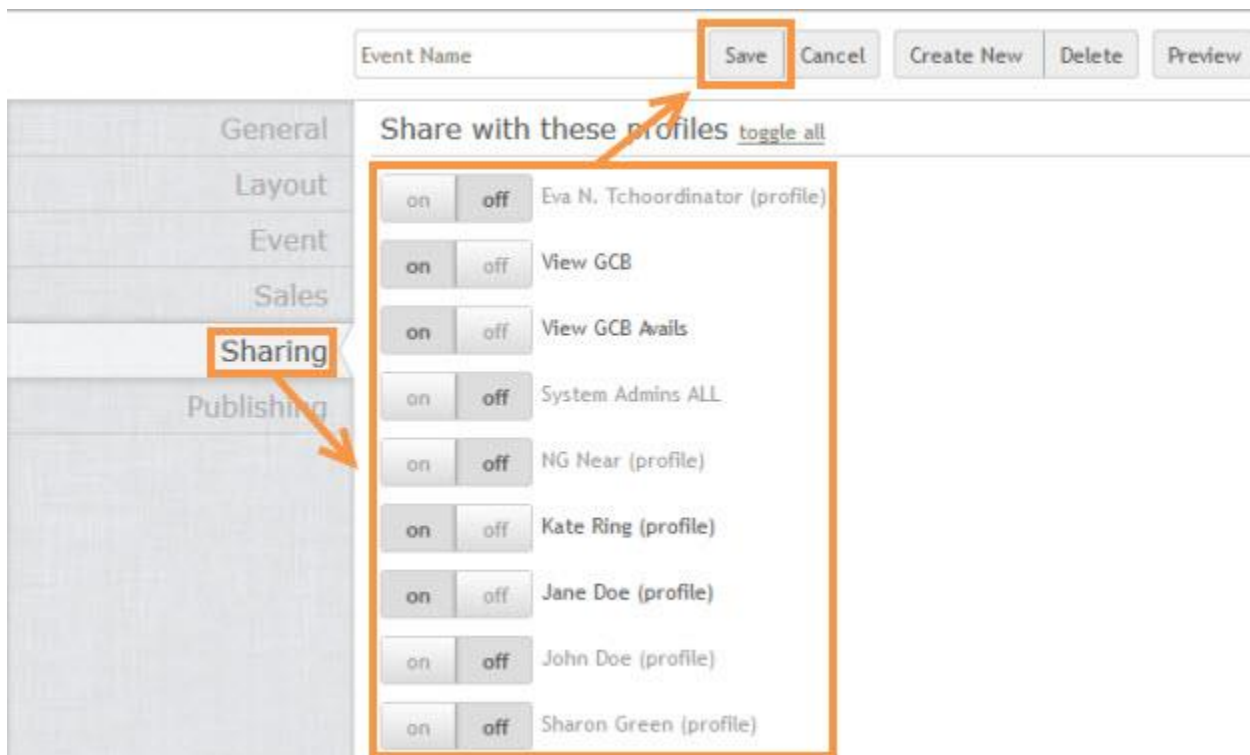 Event Name Save Cancel Create New Delete Preview
General
Layout
Event
Sales
Sharing
Publishing
Share with these profiles toggle all
on off Eva N. Tchoordinator (profile)
on off View GCB
on off View GCB Avails
on off System Admins ALL
on off NG Near (profile)
on off Kate Ring (profile)
on off Jane Doe (profile)
on off John Doe (profile)
on off Sharon Green (profile)